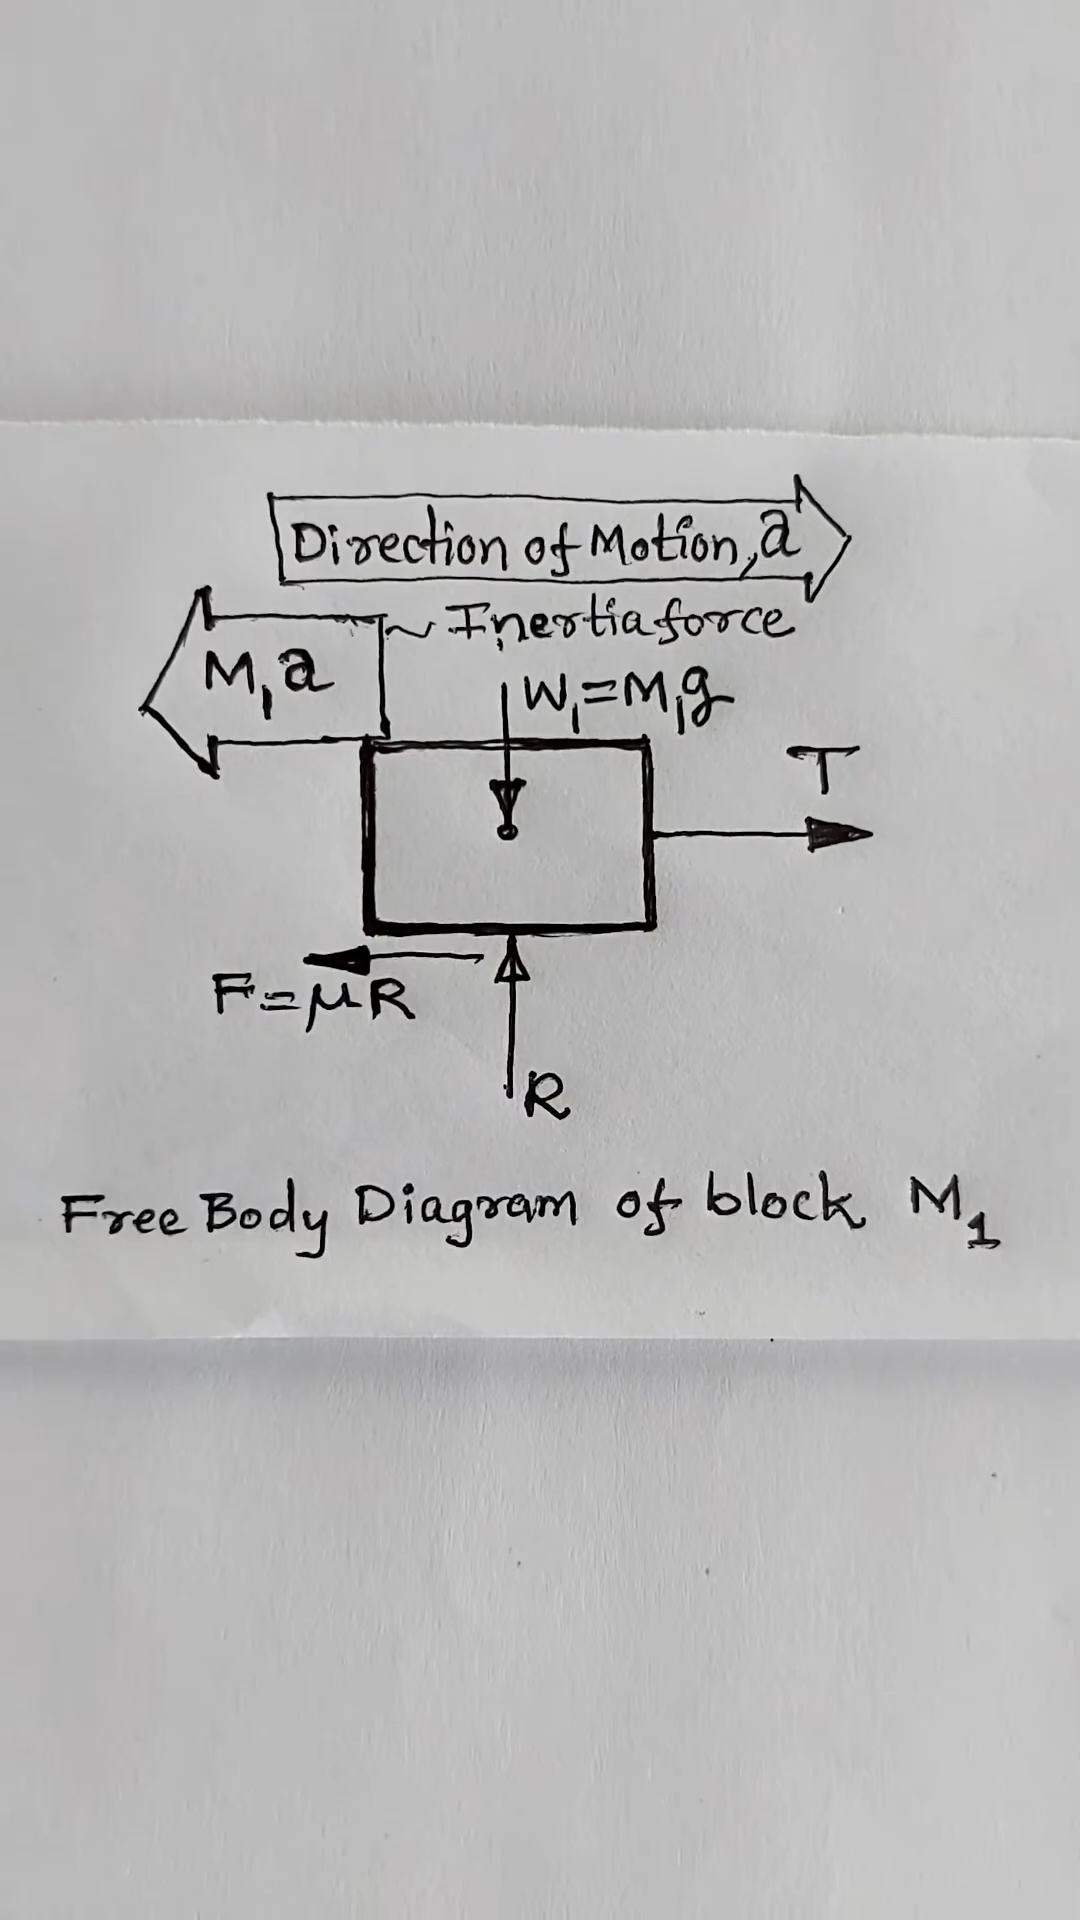 Direction of Motion, a
~ Inertia force
M₁a
W₁=M₁g
T
F=μR
R
Free Body Diagram of block M₁